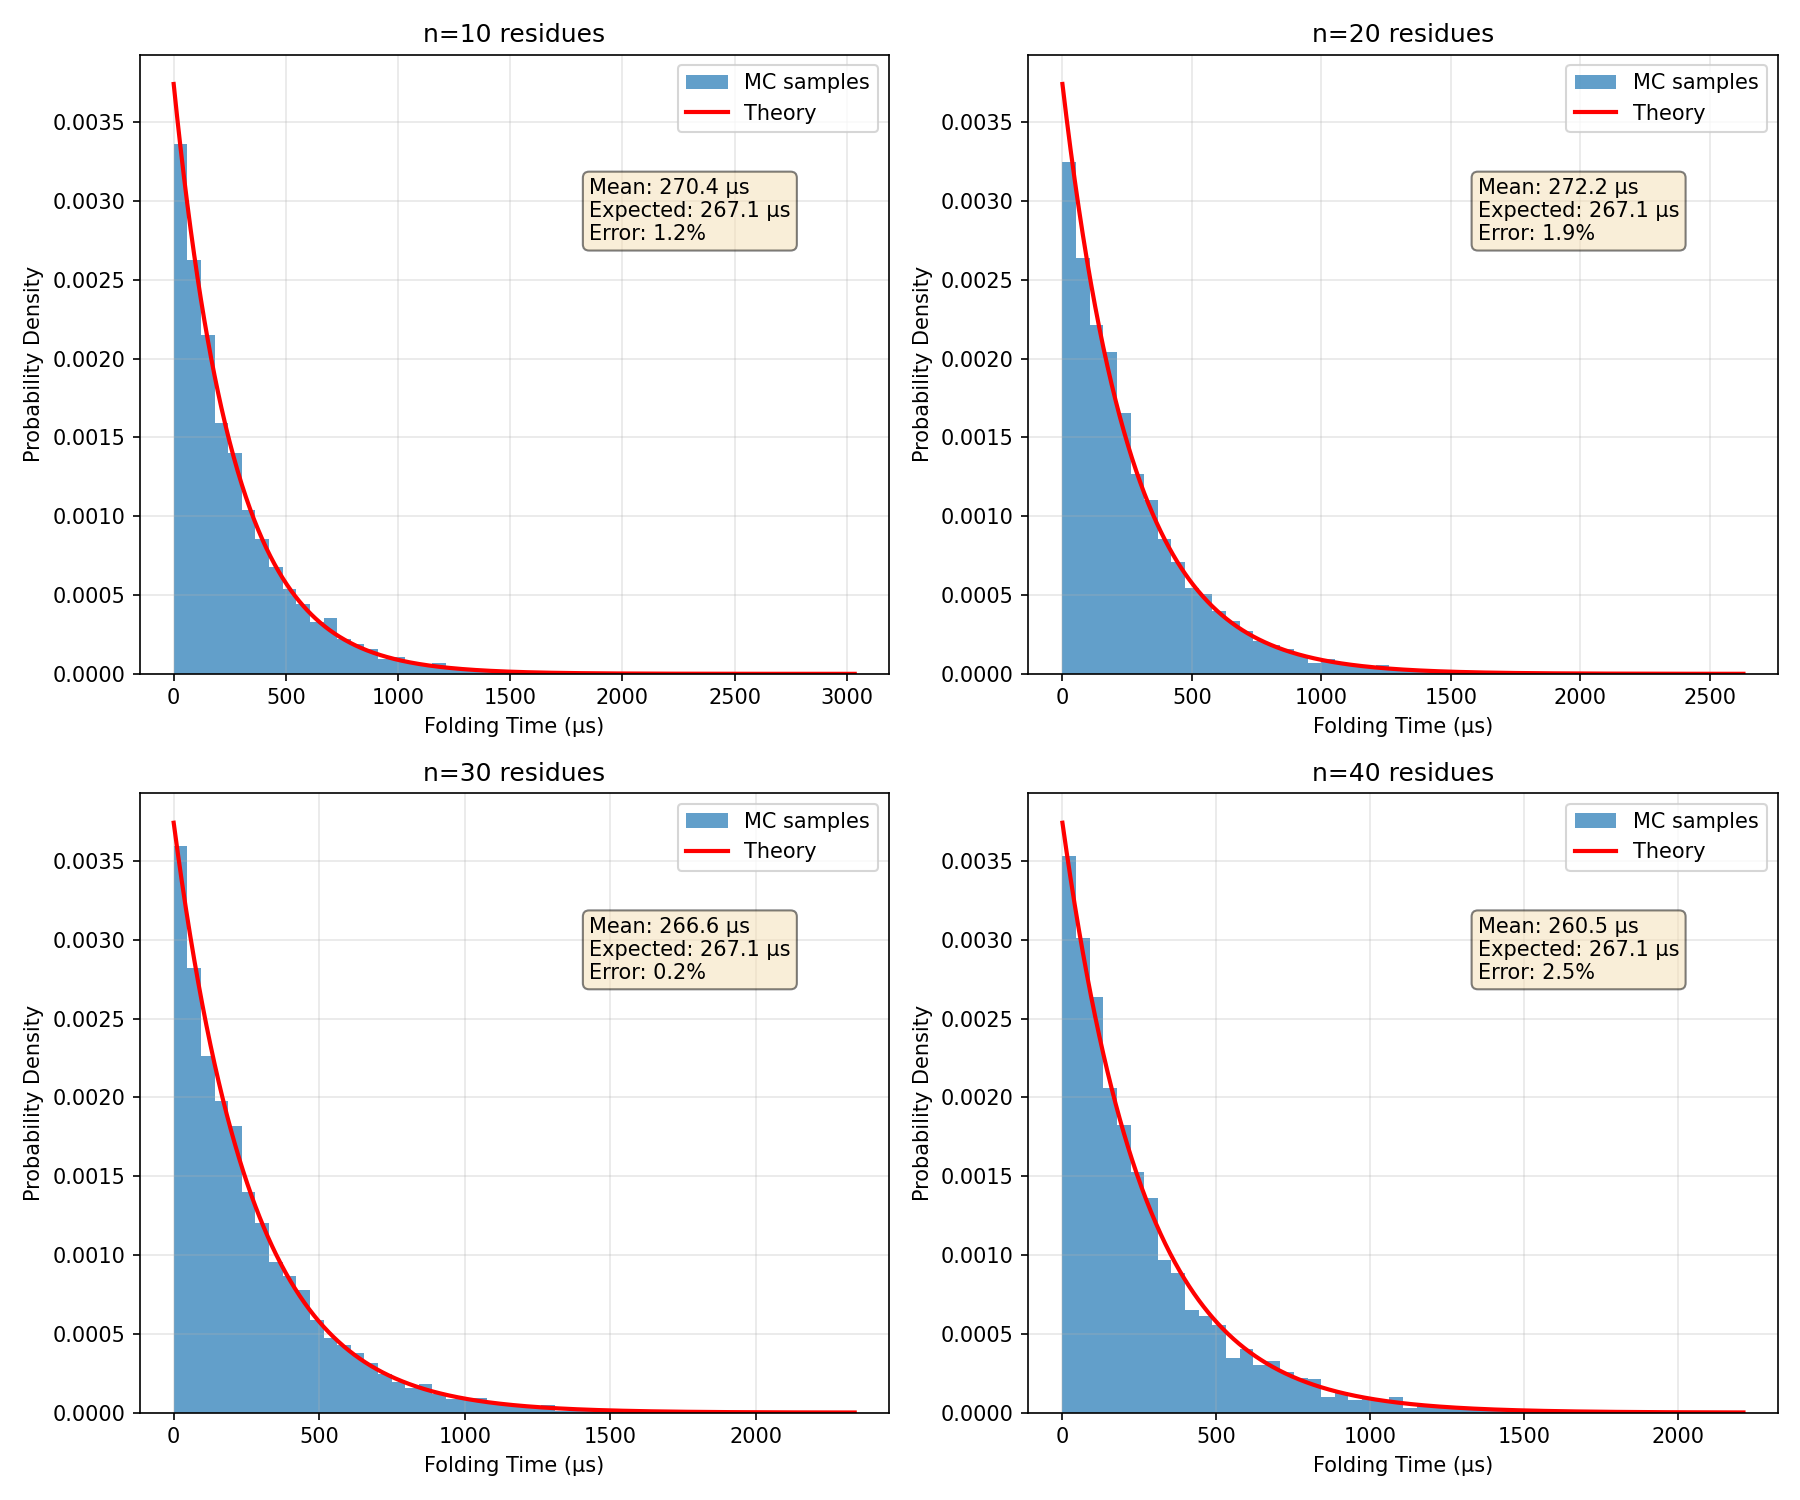 n=10 residues
MC samples
Theory
Mean: 270.4 µs
Expected: 267.1 µs
Error: 1.2%
Probability Density
0.0035
0.0030
0.0025
0.0020
0.0015
0.0010
0.0005
0.0000
0 500 1000 1500 2000 2500 3000
Folding Time (µs)
n=20 residues
MC samples
Theory
Mean: 272.2 µs
Expected: 267.1 µs
Error: 1.9%
Probability Density
0.0035
0.0030
0.0025
0.0020
0.0015
0.0010
0.0005
0.0000
0 500 1000 1500 2000 2500
Folding Time (µs)
n=30 residues
MC samples
Theory
Mean: 266.6 µs
Expected: 267.1 µs
Error: 0.2%
Probability Density
0.0035
0.0030
0.0025
0.0020
0.0015
0.0010
0.0005
0.0000
0 500 1000 1500 2000
Folding Time (µs)
n=40 residues
MC samples
Theory
Mean: 260.5 µs
Expected: 267.1 µs
Error: 2.5%
Probability Density
0.0035
0.0030
0.0025
0.0020
0.0015
0.0010
0.0005
0.0000
0 500 1000 1500 2000
Folding Time (µs)